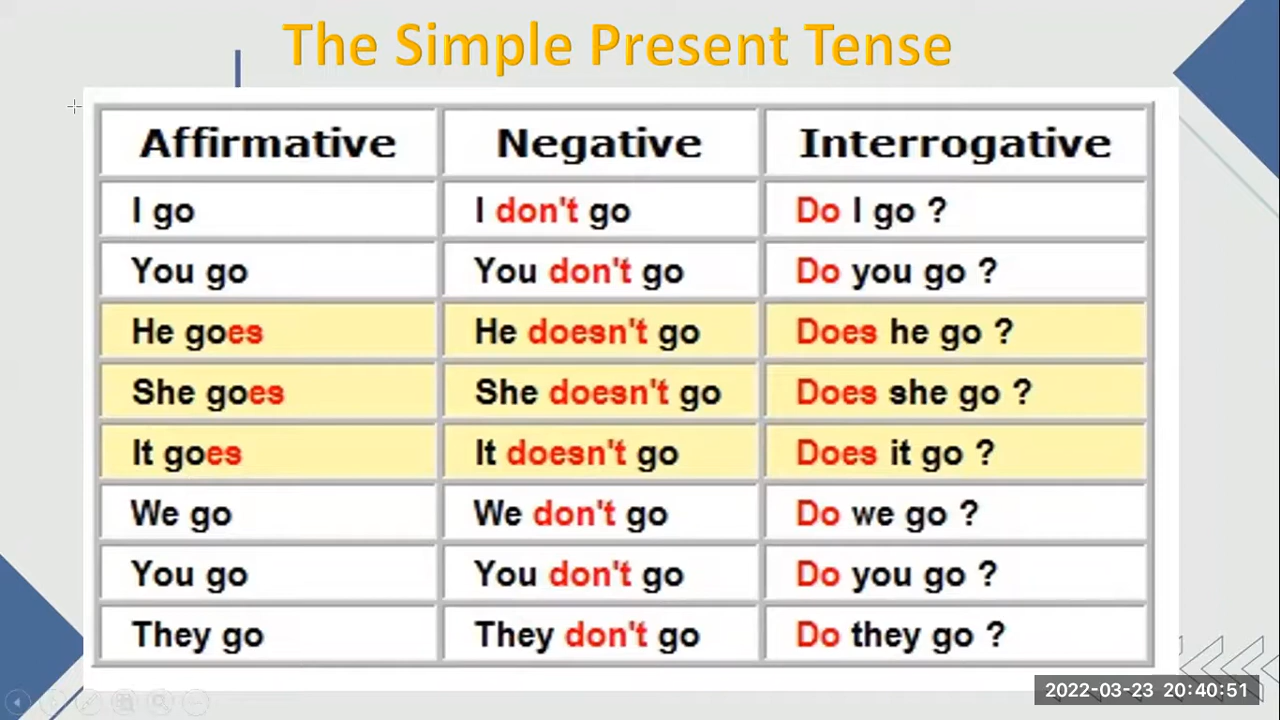 The Simple Present Tense
Affirmative Negative Interrogative
I go I don't go Do I go ?
You go You don't go Do you go ?
He goes He doesn't go Does he go ?
She goes She doesn't go Does she go ?
It goes It doesn't go Does it go ?
We go We don't go Do we go ?
You go You don't go Do you go ?
They go They don't go Do they go ?
2022-03-23 20:40:51